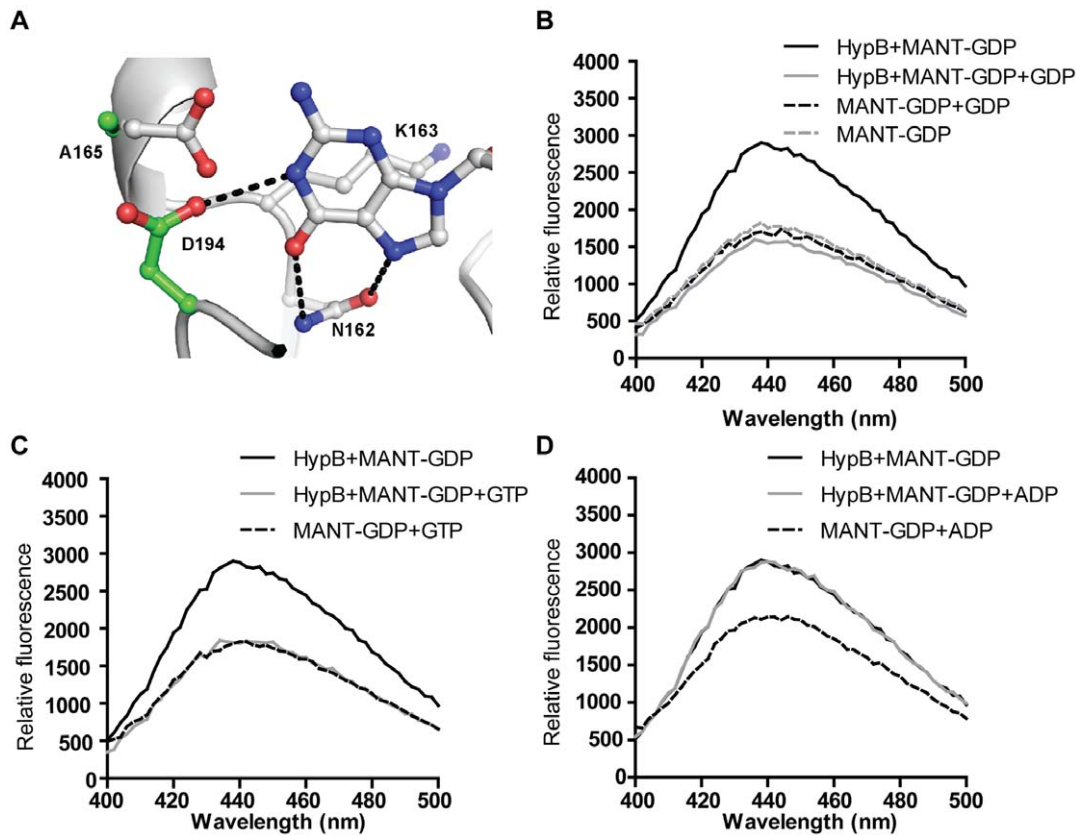 A
A165
K163
D194
N162
B
HypB+MANT-GDP
HypB+MANT-GDP+GDP
MANT-GDP+GDP
MANT-GDP
4000
3500
3000
2500
2000
1500
1000
500
0
Relative fluorescence
400 420 440 460 480 500
Wavelength (nm)
C
HypB+MANT-GDP
HypB+MANT-GDP+GTP
MANT-GDP+GTP
4000
3500
3000
2500
2000
1500
1000
500
0
Relative fluorescence
400 420 440 460 480 500
Wavelength (nm)
D
HypB+MANT-GDP
HypB+MANT-GDP+ADP
MANT-GDP+ADP
4000
3500
3000
2500
2000
1500
1000
500
0
Relative fluorescence
400 420 440 460 480 500
Wavelength (nm)